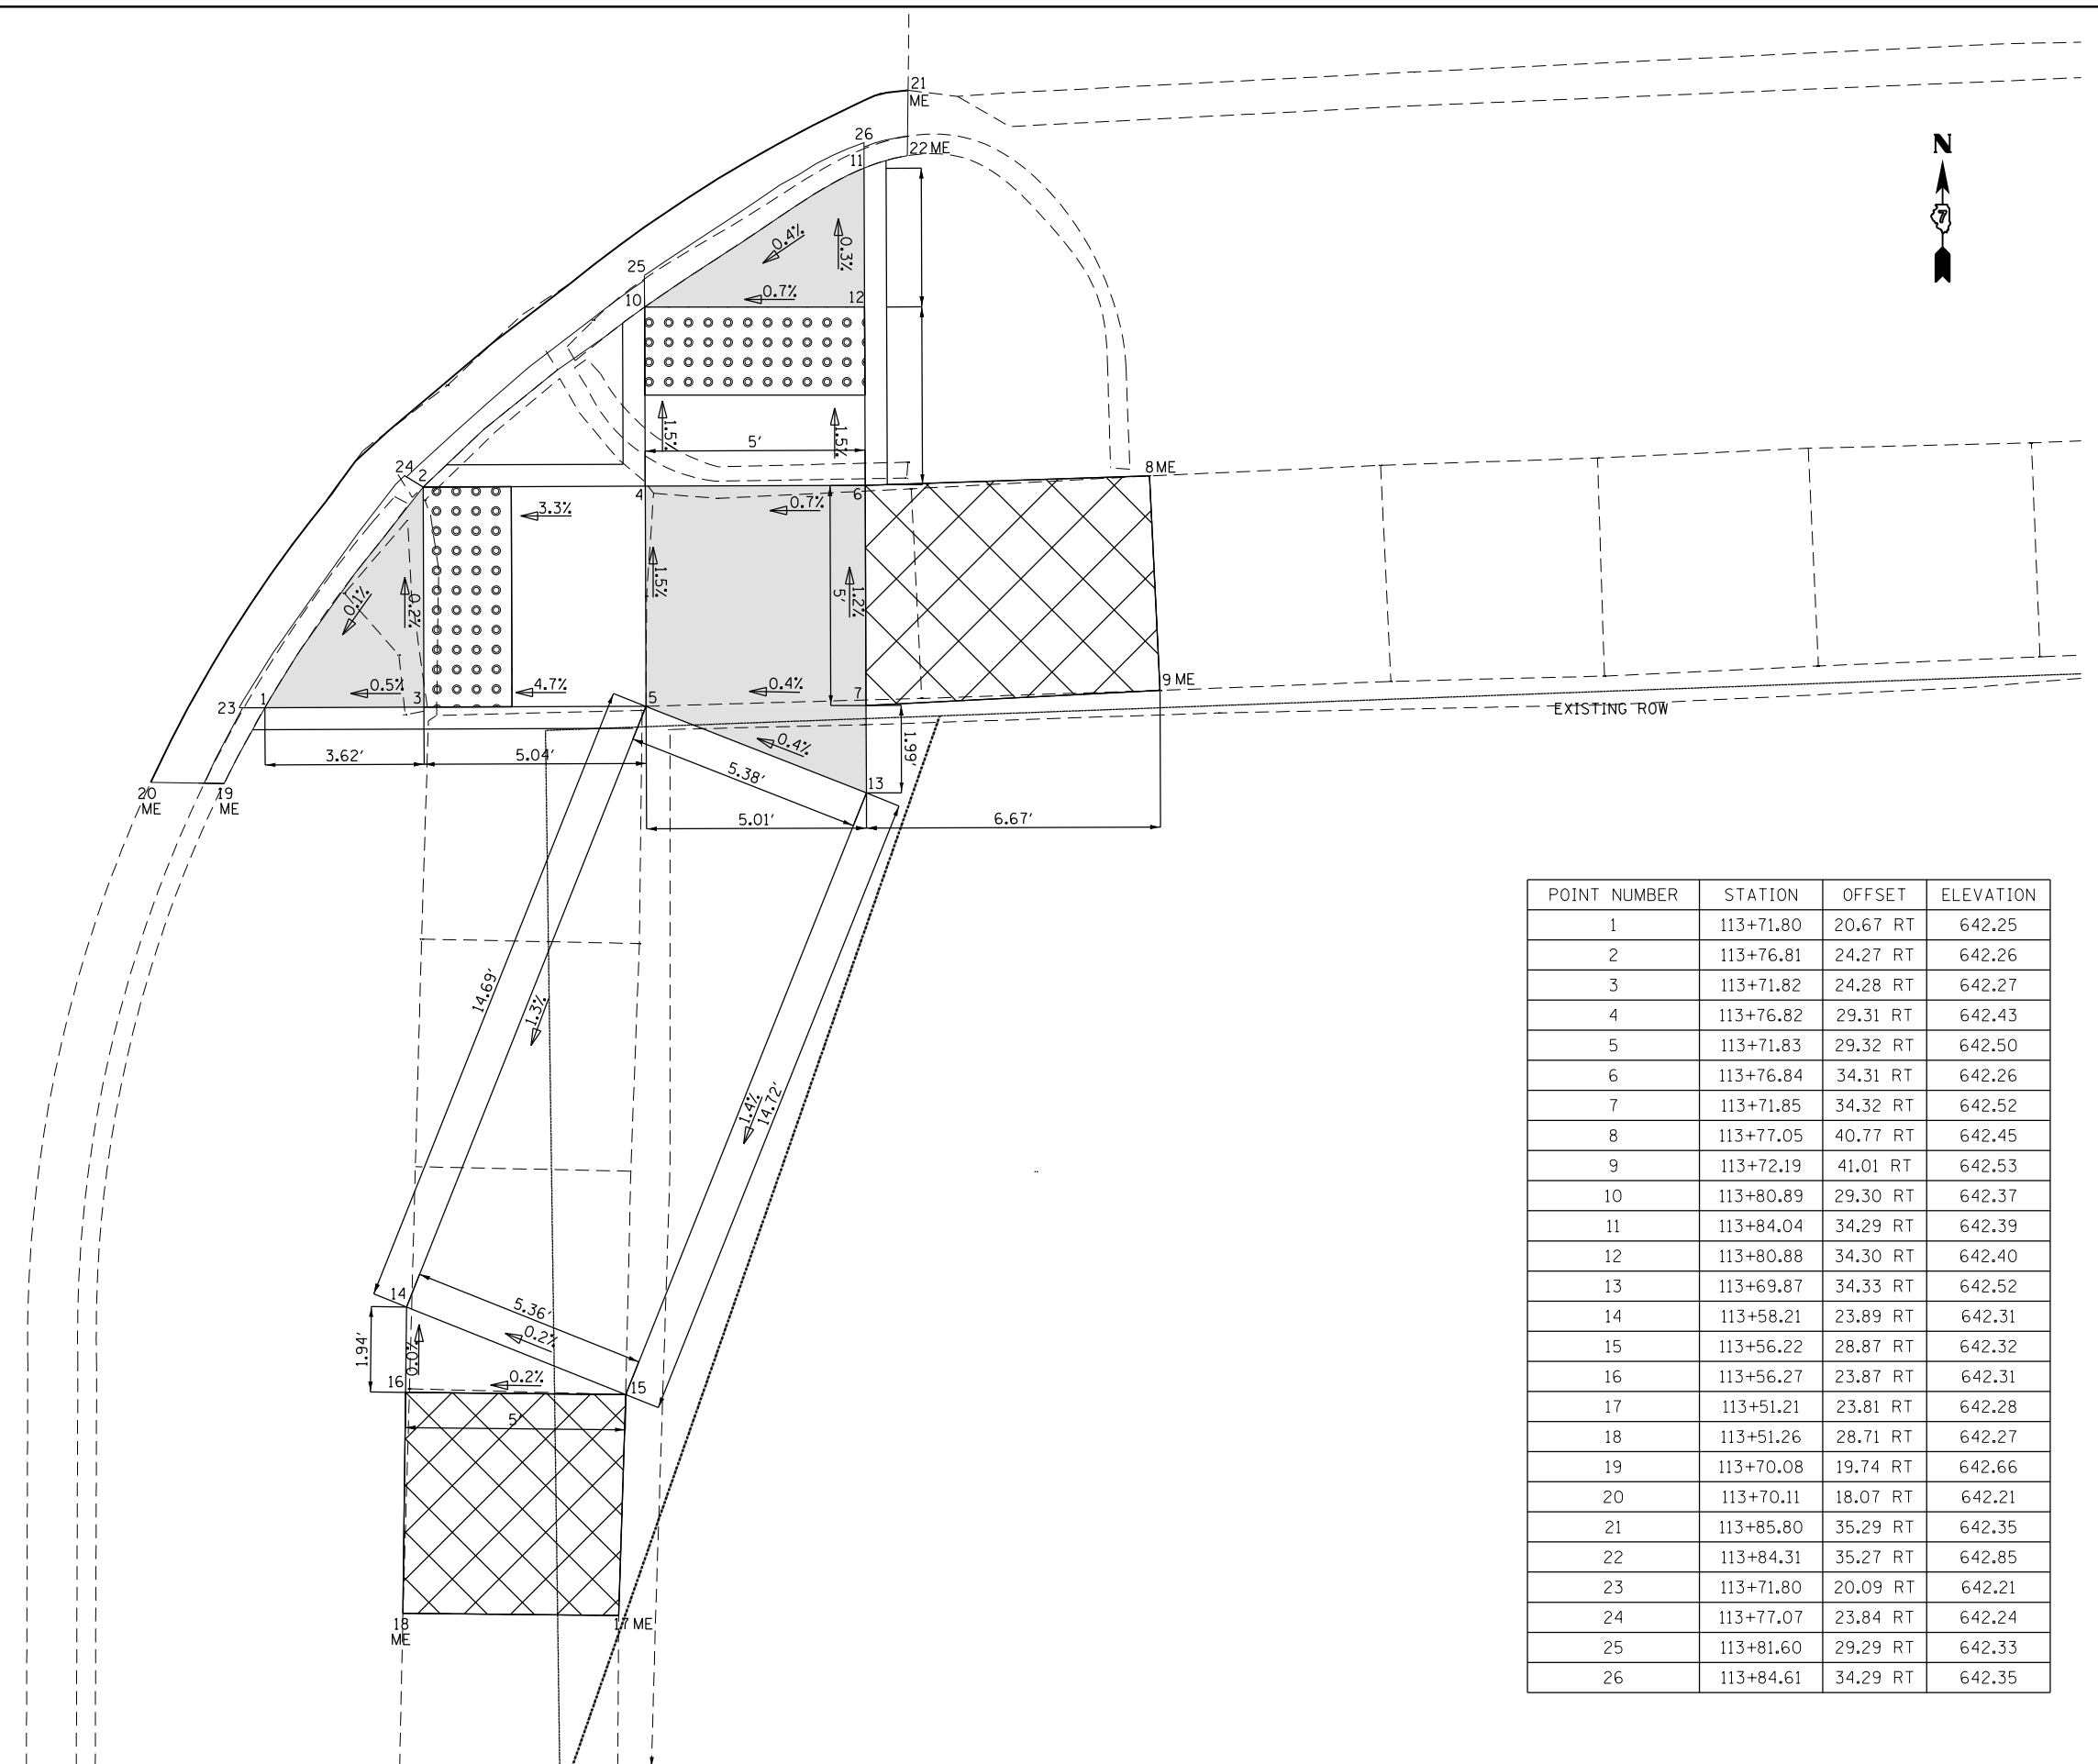 21
ME
26
11
22 ME
N
7
0.4%
0.3%
25
10
0.7%
12
1.5%
1.5%
5'
24
2
4
6
8 ME
3.3%
0.7%
1.5%
1.2%
5'
0.1%
0.2%
0.5%
3
4.7%
5
0.4%
7
9 ME
23
1
EXISTING ROW
3.62'
5.04'
0.4%
5.38'
1.99'
13
20
ME
19
ME
5.01'
6.67'
14.69'
1.3%
1.4%
14.72'
14
5.36'
0.2%
1.94'
0.0%
16
0.2%
15
5'
18
ME
17 ME
POINT NUMBER STATION OFFSET ELEVATION
1 113+71.80 20.67 RT 642.25
2 113+76.81 24.27 RT 642.26
3 113+71.82 24.28 RT 642.27
4 113+76.82 29.31 RT 642.43
5 113+71.83 29.32 RT 642.50
6 113+76.84 34.31 RT 642.26
7 113+71.85 34.32 RT 642.52
8 113+77.05 40.77 RT 642.45
9 113+72.19 41.01 RT 642.53
10 113+80.89 29.30 RT 642.37
11 113+84.04 34.29 RT 642.39
12 113+80.88 34.30 RT 642.40
13 113+69.87 34.33 RT 642.52
14 113+58.21 23.89 RT 642.31
15 113+56.22 28.87 RT 642.32
16 113+56.27 23.87 RT 642.31
17 113+51.21 23.81 RT 642.28
18 113+51.26 28.71 RT 642.27
19 113+70.08 19.74 RT 642.66
20 113+70.11 18.07 RT 642.21
21 113+85.80 35.29 RT 642.35
22 113+84.31 35.27 RT 642.85
23 113+71.80 20.09 RT 642.21
24 113+77.07 23.84 RT 642.24
25 113+81.60 29.29 RT 642.33
26 113+84.61 34.29 RT 642.35